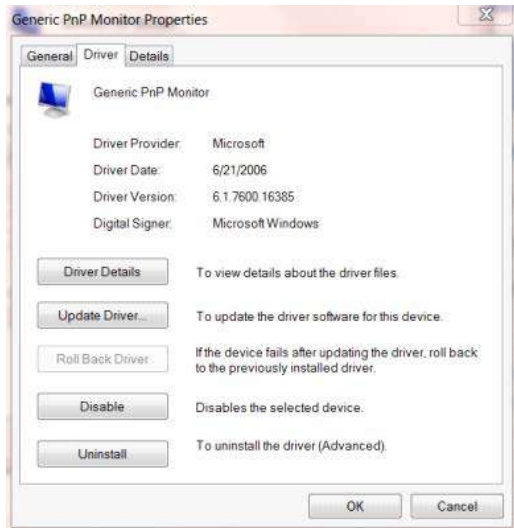 Generic PnP Monitor Properties
General Driver Details
Generic PnP Monitor
Driver Provider: Microsoft
Driver Date: 6/21/2006
Driver Version: 6.1.7600.16385
Digital Signer: Microsoft Windows
Driver Details To view details about the driver files.
Update Driver... To update the driver software for this device.
Roll Back Driver If the device fails after updating the driver, roll back
to the previously installed driver.
Disable Disables the selected device.
Uninstall To uninstall the driver (Advanced).
OK Cancel